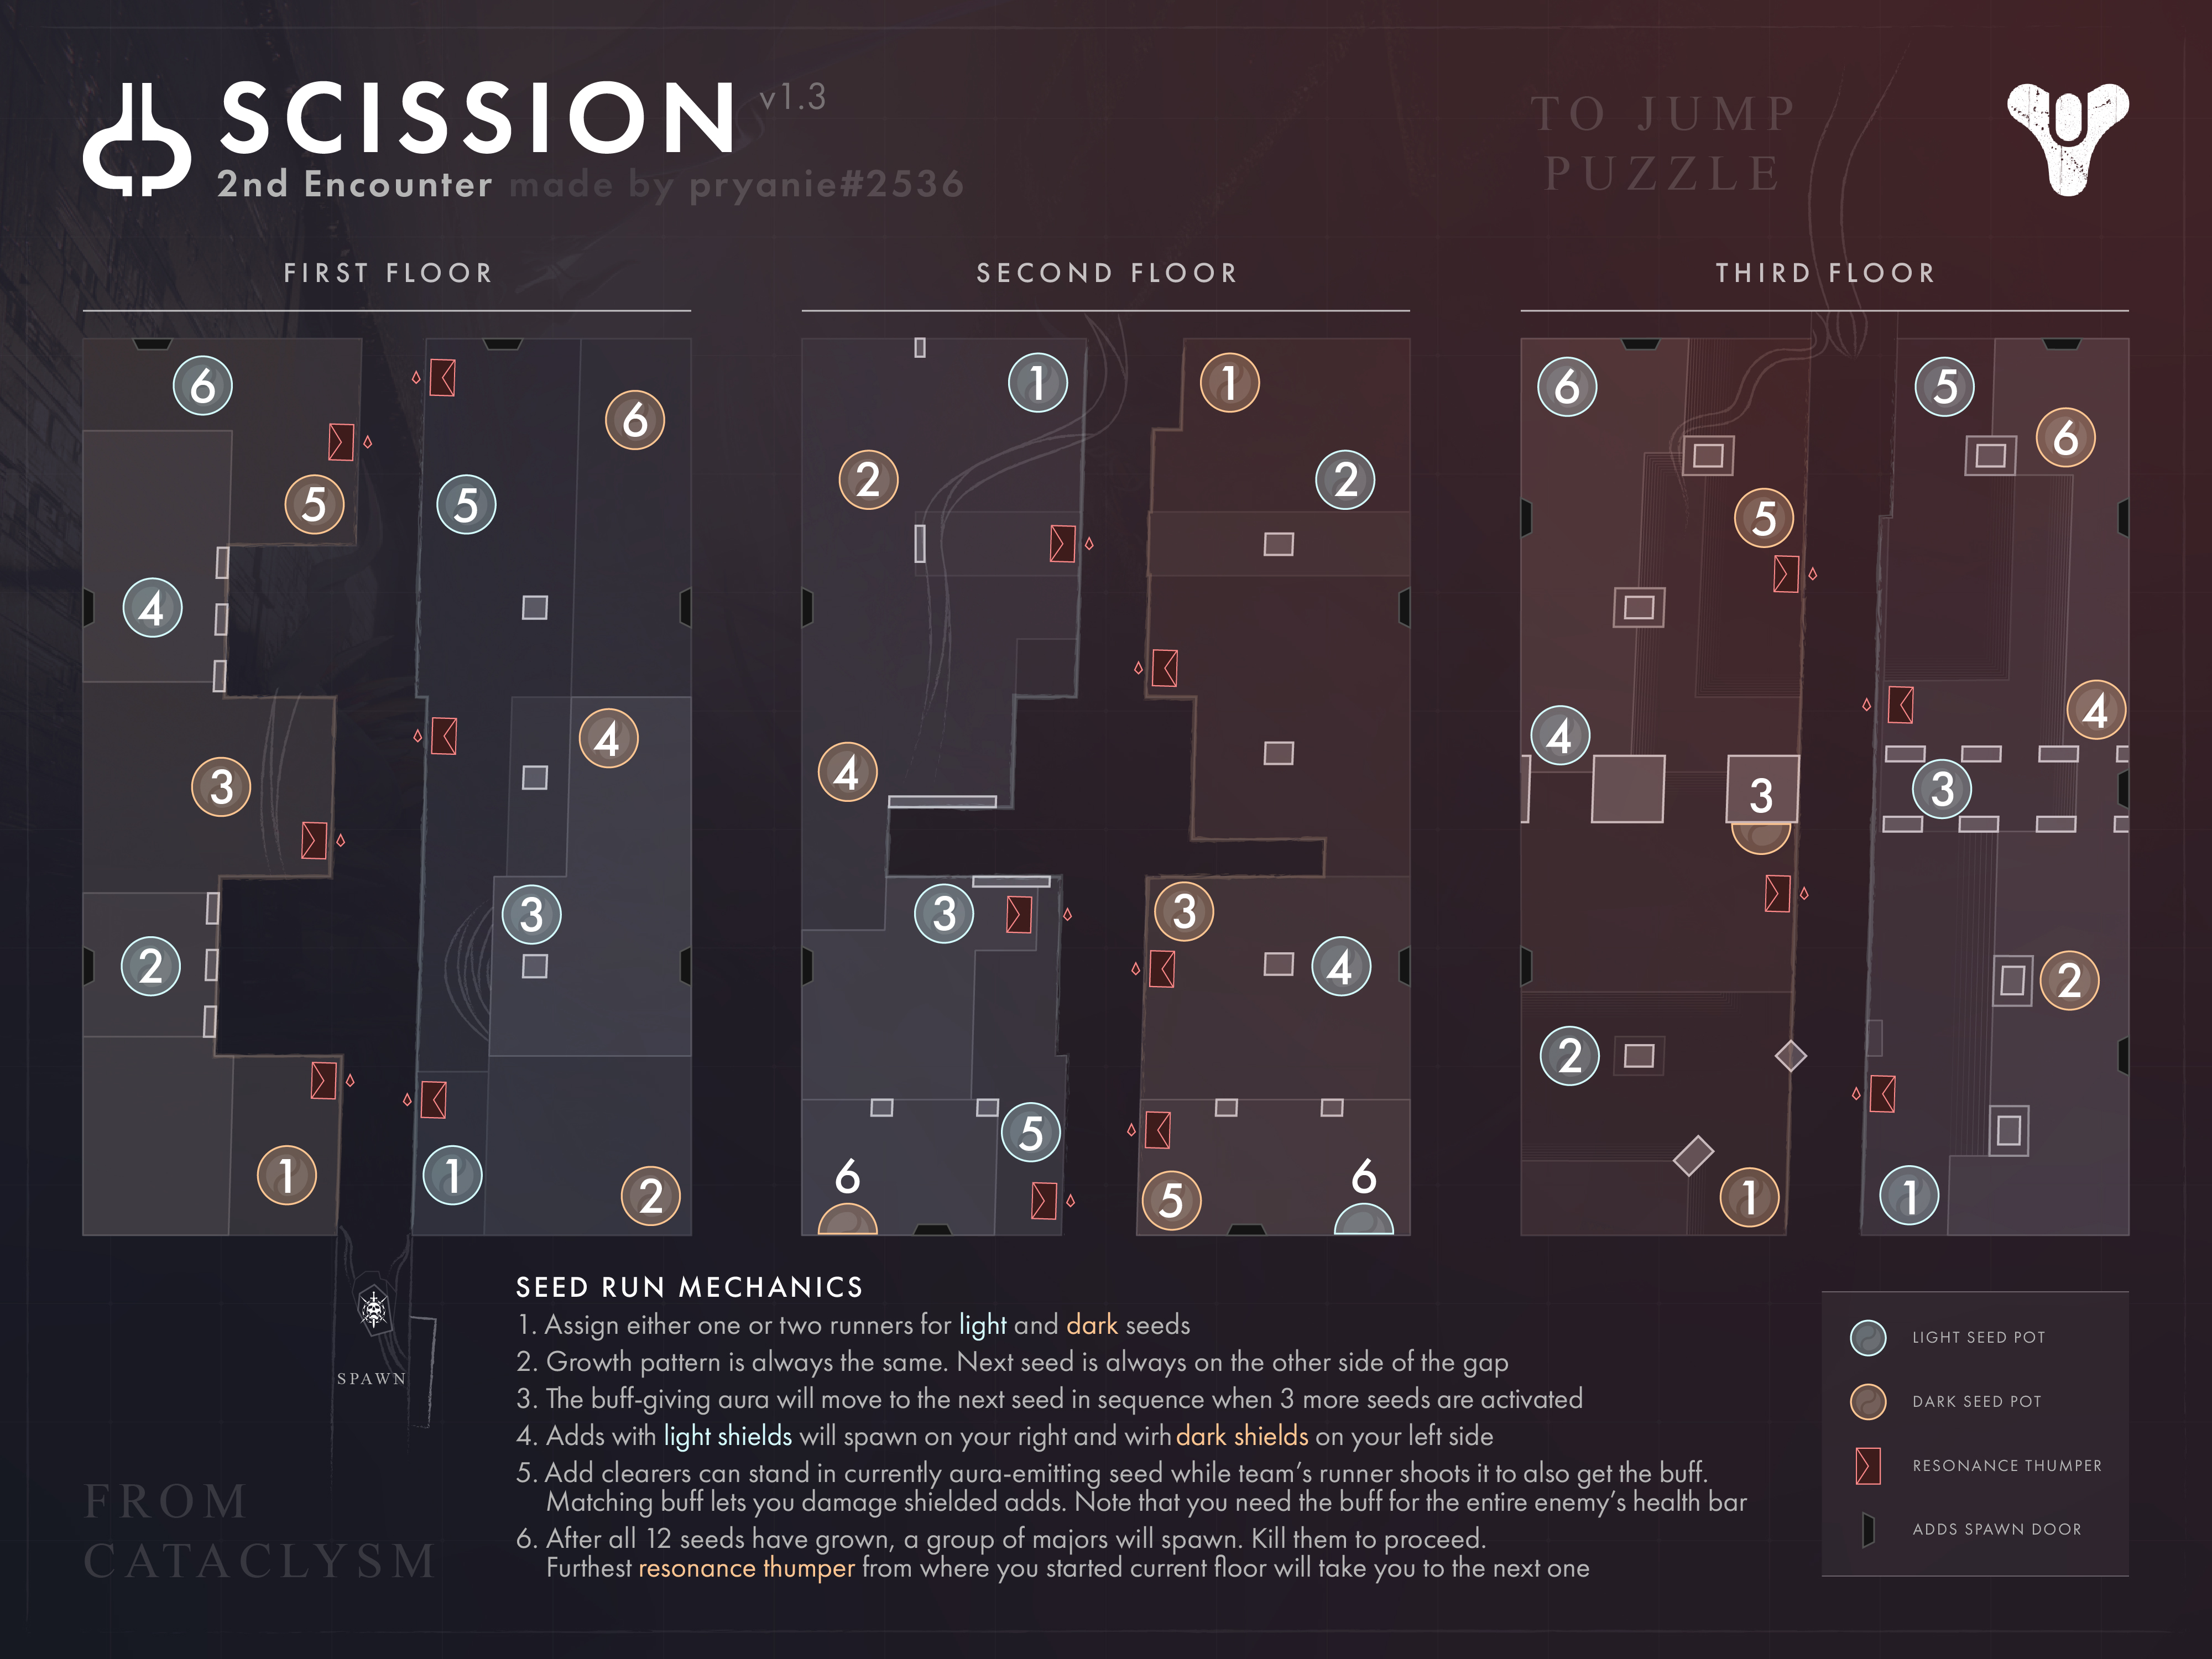 SCISSION v1.3
2nd Encounter made by pryanie#2536
TO JUMP
PUZZLE
FIRST FLOOR
6
6
5
5
4
4
3
3
2
1
1
2
SECOND FLOOR
1
1
2
2
4
3
3
4
5
6
5
6
THIRD FLOOR
6
5
6
5
4
4
3
3
2
2
1
1
SPAWN
FROM
CATACLYSM
SEED RUN MECHANICS
1. Assign either one or two runners for light and dark seeds
2. Growth pattern is always the same. Next seed is always on the other side of the gap
3. The buff-giving aura will move to the next seed in sequence when 3 more seeds are activated
4. Adds with light shields will spawn on your right and wirh dark shields on your left side
5. Add clearers can stand in currently aura-emitting seed while team's runner shoots it to also get the buff.
Matching buff lets you damage shielded adds. Note that you need the buff for the entire enemy's health bar
6. After all 12 seeds have grown, a group of majors will spawn. Kill them to proceed.
Furthest resonance thumper from where you started current floor will take you to the next one
LIGHT SEED POT
DARK SEED POT
RESONANCE THUMPER
ADDS SPAWN DOOR